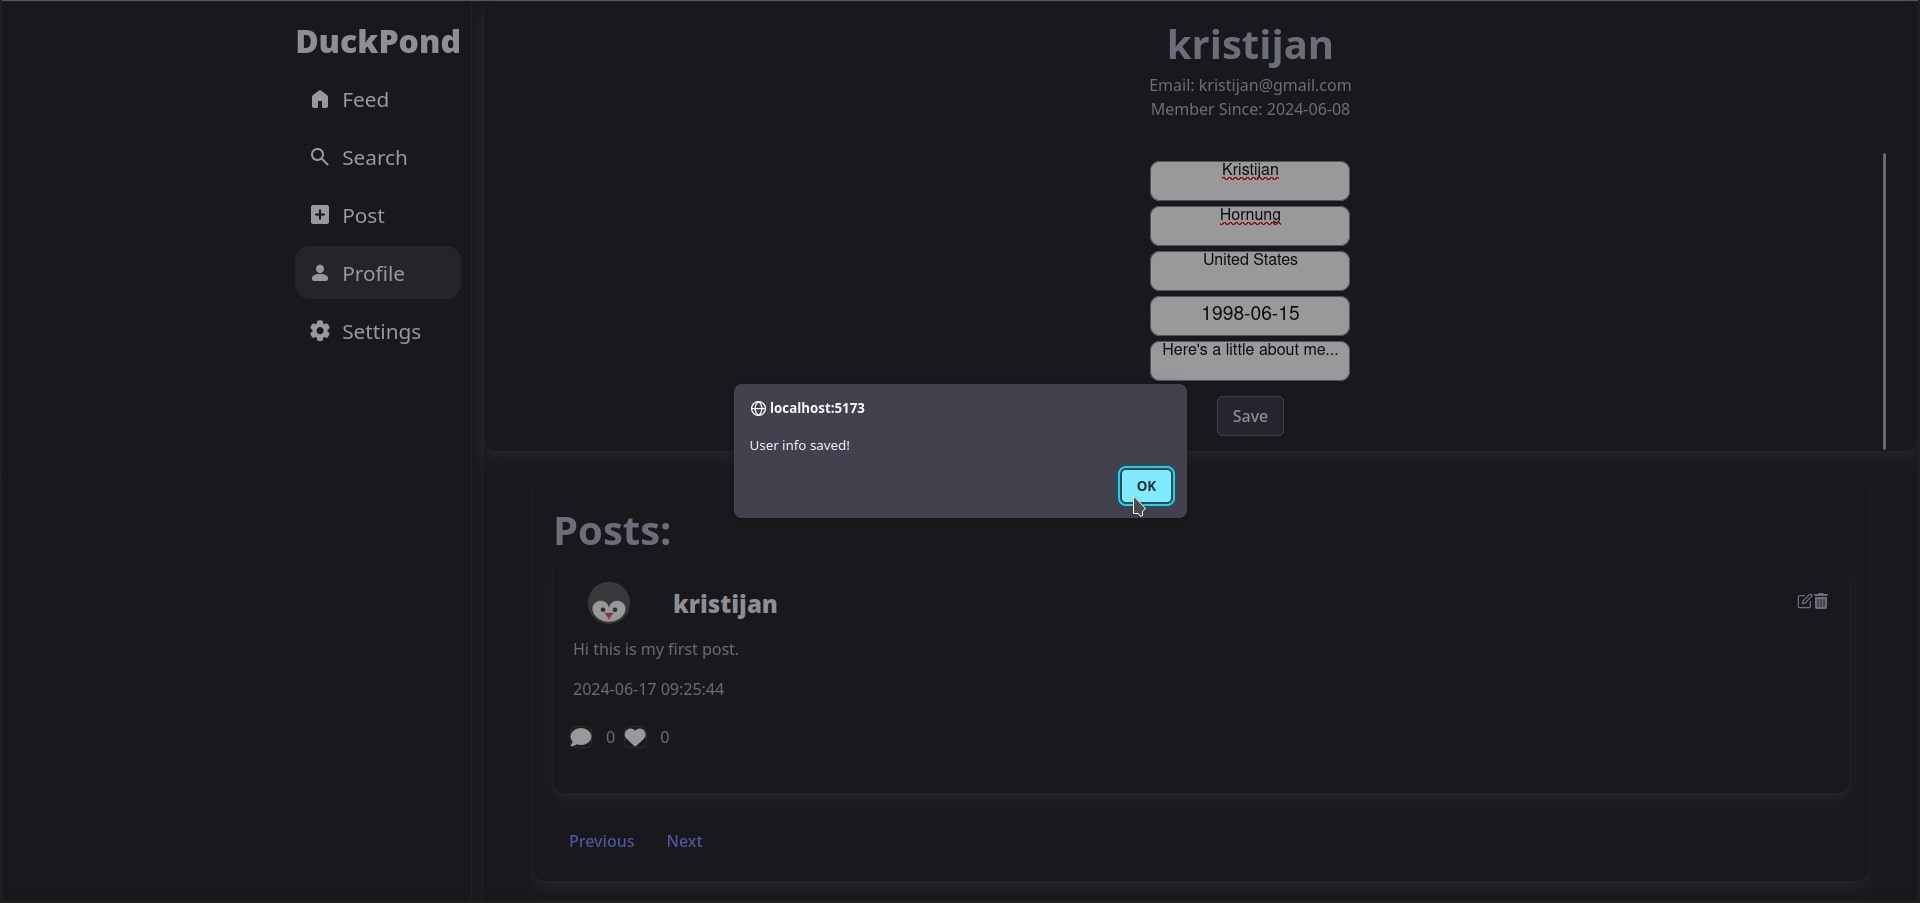 DuckPond
Feed
Search
Post
Profile
Settings
kristijan
Email: kristijan@gmail.com
Member Since: 2024-06-08
Kristijan
Hornung
United States
1998-06-15
Here's a little about me...
Save
localhost:5173
User info saved!
OK
Posts:
kristijan
Hi this is my first post.
2024-06-17 09:25:44
0 0
Previous Next